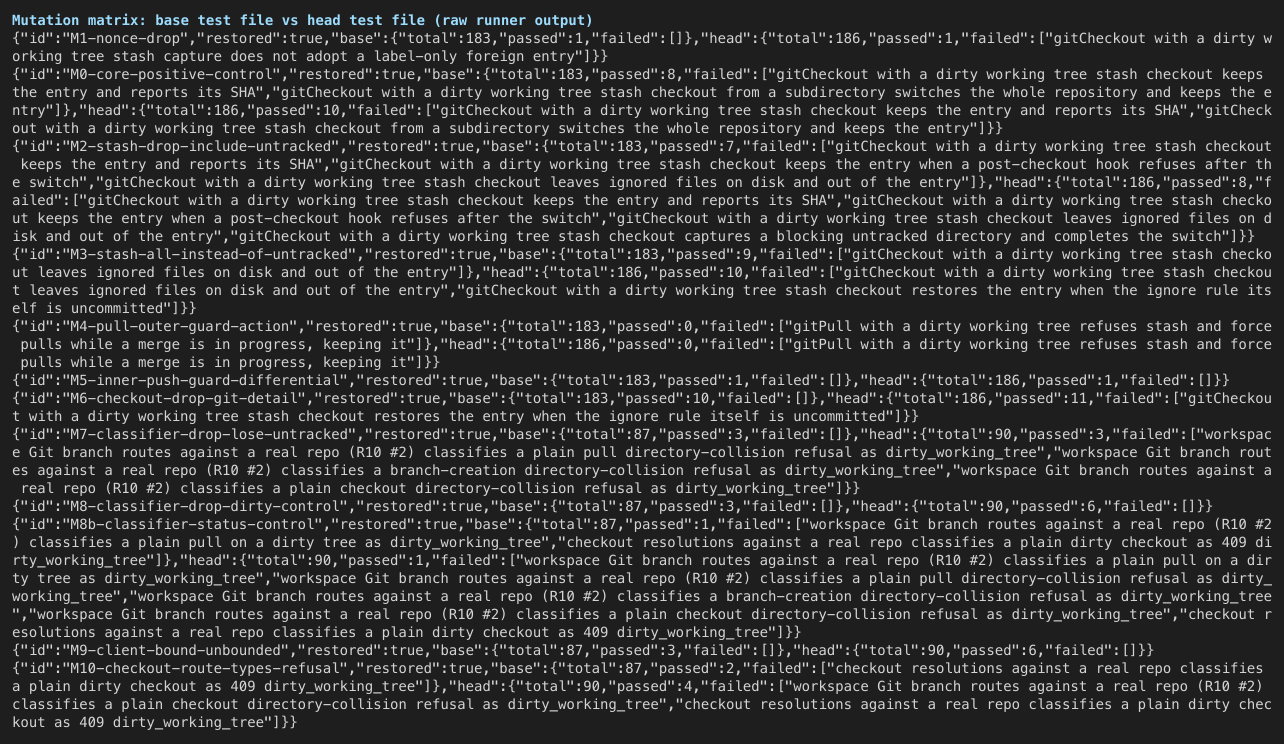 Mutation matrix: base test file vs head test file (raw runner output)
{"id":"M1-nonce-drop","restored":true,"base":{"total":183,"passed":1,"failed":[]},"head":{"total":186,"passed":1,"failed":["gitCheckout with a dirty w
orking tree stash capture does not adopt a label-only foreign entry"]}}
{"id":"M0-core-positive-control","restored":true,"base":{"total":183,"passed":8,"failed":["gitCheckout with a dirty working tree stash checkout keeps 
the entry and reports its SHA","gitCheckout with a dirty working tree stash checkout from a subdirectory switches the whole repository and keeps the e
ntry"]},"head":{"total":186,"passed":10,"failed":["gitCheckout with a dirty working tree stash checkout keeps the entry and reports its SHA","gitCheck
out with a dirty working tree stash checkout from a subdirectory switches the whole repository and keeps the entry"]}}
{"id":"M2-stash-drop-include-untracked","restored":true,"base":{"total":183,"passed":7,"failed":["gitCheckout with a dirty working tree stash checkout
 keeps the entry and reports its SHA","gitCheckout with a dirty working tree stash checkout keeps the entry when a post-checkout hook refuses after th
e switch","gitCheckout with a dirty working tree stash checkout leaves ignored files on disk and out of the entry"]},"head":{"total":186,"passed":8,"f
ailed":["gitCheckout with a dirty working tree stash checkout keeps the entry and reports its SHA","gitCheckout with a dirty working tree stash checko
ut keeps the entry when a post-checkout hook refuses after the switch","gitCheckout with a dirty working tree stash checkout leaves ignored files on d
isk and out of the entry","gitCheckout with a dirty working tree stash checkout captures a blocking untracked directory and completes the switch"]}}
{"id":"M3-stash-all-instead-of-untracked","restored":true,"base":{"total":183,"passed":9,"failed":["gitCheckout with a dirty working tree stash checko
ut leaves ignored files on disk and out of the entry"]},"head":{"total":186,"passed":10,"failed":["gitCheckout with a dirty working tree stash checkou
t leaves ignored files on disk and out of the entry","gitCheckout with a dirty working tree stash checkout restores the entry when the ignore rule its
elf is uncommitted"]}}
{"id":"M4-pull-outer-guard-action","restored":true,"base":{"total":183,"passed":0,"failed":["gitPull with a dirty working tree refuses stash and force
 pulls while a merge is in progress, keeping it"]},"head":{"total":186,"passed":0,"failed":["gitPull with a dirty working tree refuses stash and force
 pulls while a merge is in progress, keeping it"]}}
{"id":"M5-inner-push-guard-differential","restored":true,"base":{"total":183,"passed":1,"failed":[]},"head":{"total":186,"passed":1,"failed":[]}}
{"id":"M6-checkout-drop-git-detail","restored":true,"base":{"total":183,"passed":10,"failed":[]},"head":{"total":186,"passed":11,"failed":["gitCheckou
t with a dirty working tree stash checkout restores the entry when the ignore rule itself is uncommitted"]}}
{"id":"M7-classifier-drop-lose-untracked","restored":true,"base":{"total":87,"passed":3,"failed":[]},"head":{"total":90,"passed":3,"failed":["workspac
e Git branch routes against a real repo (R10 #2) classifies a plain pull directory-collision refusal as dirty_working_tree","workspace Git branch rout
es against a real repo (R10 #2) classifies a branch-creation directory-collision refusal as dirty_working_tree","workspace Git branch routes against a
 real repo (R10 #2) classifies a plain checkout directory-collision refusal as dirty_working_tree"]}}
{"id":"M8-classifier-drop-dirty-control","restored":true,"base":{"total":87,"passed":3,"failed":[]},"head":{"total":90,"passed":6,"failed":[]}}
{"id":"M8b-classifier-status-control","restored":true,"base":{"total":87,"passed":1,"failed":["workspace Git branch routes against a real repo (R10 #2
) classifies a plain pull on a dirty tree as dirty_working_tree","checkout resolutions against a real repo classifies a plain dirty checkout as 409 di
rty_working_tree"]},"head":{"total":90,"passed":1,"failed":["workspace Git branch routes against a real repo (R10 #2) classifies a plain pull on a dir
ty tree as dirty_working_tree","workspace Git branch routes against a real repo (R10 #2) classifies a plain pull directory-collision refusal as dirty_
working_tree","workspace Git branch routes against a real repo (R10 #2) classifies a branch-creation directory-collision refusal as dirty_working_tree
","workspace Git branch routes against a real repo (R10 #2) classifies a plain checkout directory-collision refusal as dirty_working_tree","checkout r
esolutions against a real repo classifies a plain dirty checkout as 409 dirty_working_tree"]}}
{"id":"M9-client-bound-unbounded","restored":true,"base":{"total":87,"passed":3,"failed":[]},"head":{"total":90,"passed":6,"failed":[]}}
{"id":"M10-checkout-route-types-refusal","restored":true,"base":{"total":87,"passed":2,"failed":["checkout resolutions against a real repo classifies 
a plain dirty checkout as 409 dirty_working_tree"]},"head":{"total":90,"passed":4,"failed":["workspace Git branch routes against a real repo (R10 #2) 
classifies a plain checkout directory-collision refusal as dirty_working_tree","checkout resolutions against a real repo classifies a plain dirty chec
kout as 409 dirty_working_tree"]}}